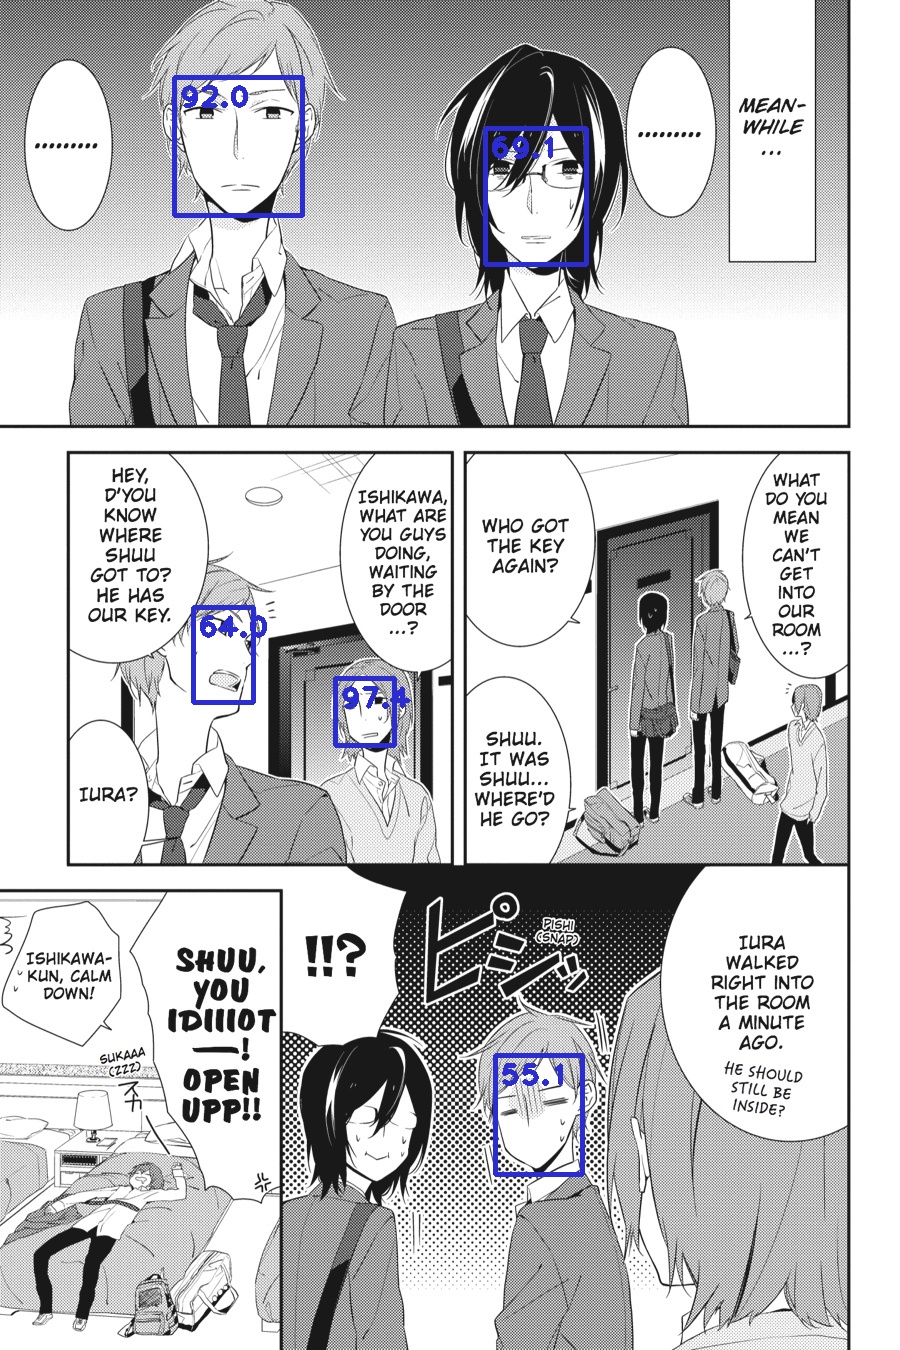 MEAN-
WHILE
...
.........
92.0
69.1
.........
WHAT
DO YOU
MEAN
WE
CAN'T
GET
INTO
OUR
ROOM
...?
WHO GOT
THE KEY
AGAIN?
SHUU.
IT WAS
SHUU...
WHERE'D
HE GO?
ISHIKAWA,
WHAT ARE
YOU GUYS
DOING,
WAITING
BY THE
DOOR
...?
HEY,
D'YOU
KNOW
WHERE
SHUU
GOT TO?
HE HAS
OUR KEY.
64.0
97.4
IURA?
IURA
WALKED
RIGHT INTO
THE ROOM
A MINUTE
AGO.
HE SHOULD
STILL BE
INSIDE?
ピシッ
PISHI
(SNAP)
!!?
55.1
SHUU,
YOU
IDIIIOT
—!
OPEN
UPP!!
ISHIKAWA-
KUN, CALM
DOWN!
SUKAAA
(ZZZ)
スカ